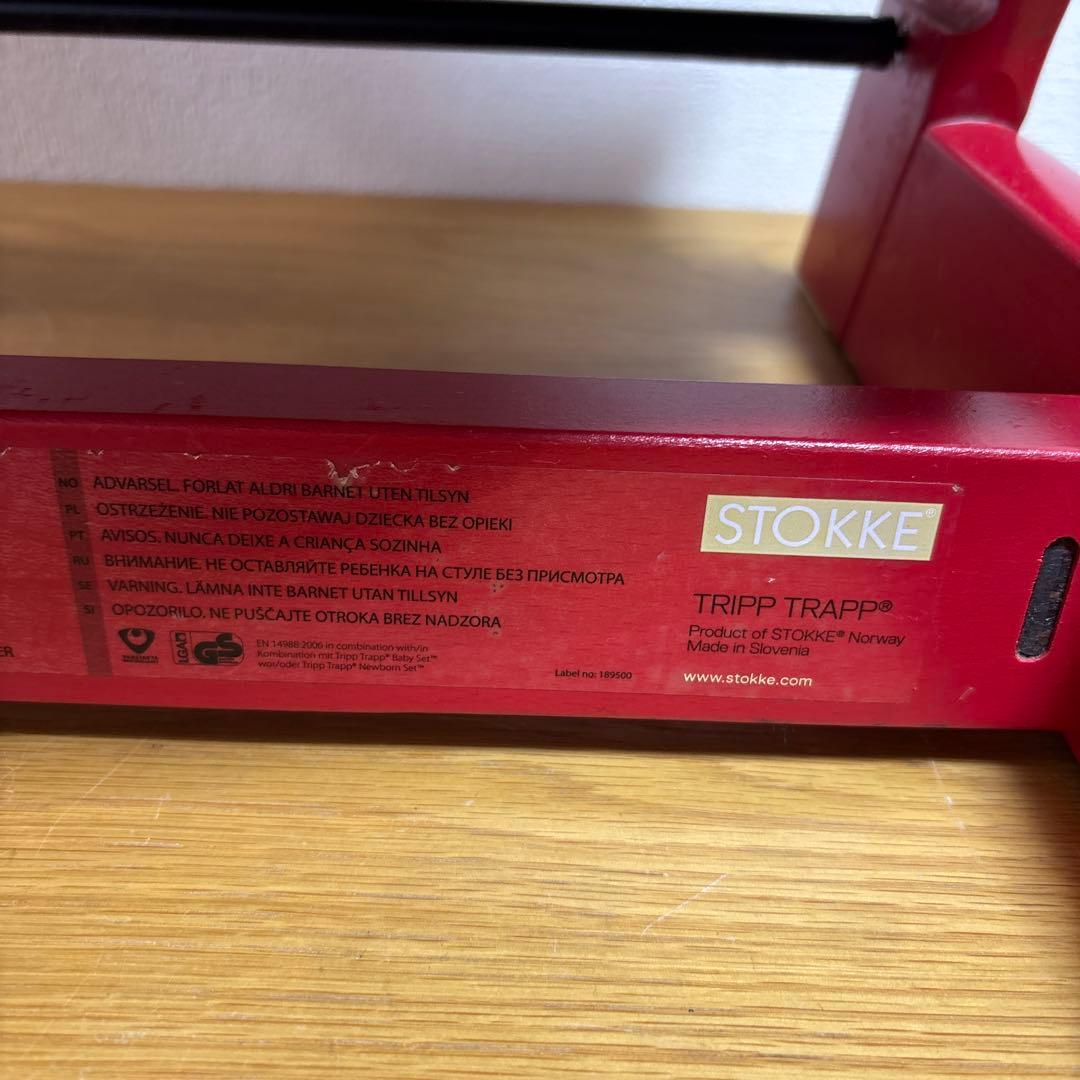 NO ADVARSEL. FORLAT ALDRI BARNET UTEN TILSYN
PL OSTRZEŻENIE. NIE POZOSTAWAJ DZIECKA BEZ OPIEKI
PT AVISOS. NUNCA DEIXE A CRIANÇA SOZINHA
RU ВНИМАНИЕ. НЕ ОСТАВЛЯЙТЕ РЕБЕНКА НА СТУЛЕ БЕЗ ПРИСМОТРА
SE VARNING. LÄMNA INTE BARNET UTAN TILLSYN
SI OPOZORILO. NE PUŠČAJTE OTROKA BREZ NADZORA
ER
LGA
GS
EN 14988:2006 in combination with/in
Kombination mit Tripp Trapp® Baby Set™
wor/oder Tripp Trapp® Newborn Set™
Label no: 189500
STOKKE®
TRIPP TRAPP®
Product of STOKKE® Norway
Made in Slovenia
www.stokke.com